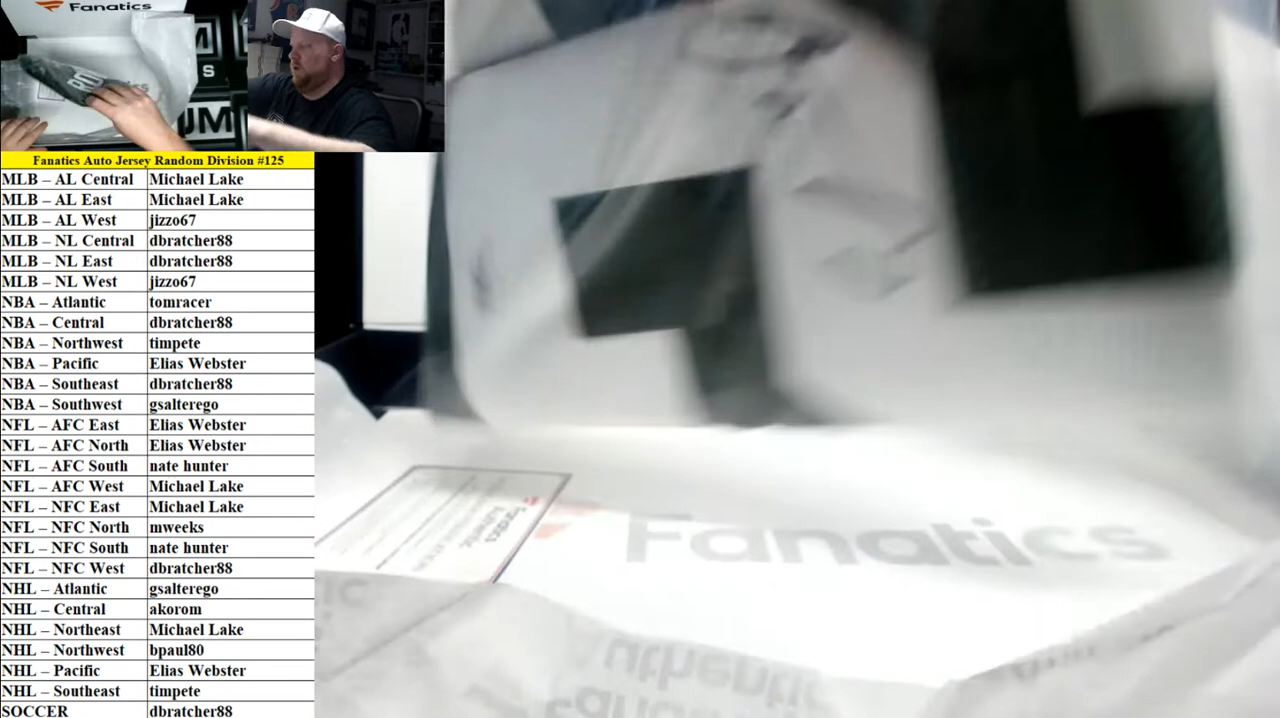 Fanatics
Fanatics Auto Jersey Random Division #125
MLB – AL Central Michael Lake
MLB – AL East Michael Lake
MLB – AL West jizzo67
MLB – NL Central dbratcher88
MLB – NL East dbratcher88
MLB – NL West jizzo67
NBA – Atlantic tomracer
NBA – Central dbratcher88
NBA – Northwest timpete
NBA – Pacific Elias Webster
NBA – Southeast dbratcher88
NBA – Southwest gsalterego
NFL – AFC East Elias Webster
NFL – AFC North Elias Webster
NFL – AFC South nate hunter
NFL – AFC West Michael Lake
NFL – NFC East Michael Lake
NFL – NFC North mweeks
NFL – NFC South nate hunter
NFL – NFC West dbratcher88
NHL – Atlantic gsalterego
NHL – Central akorom
NHL – Northeast Michael Lake
NHL – Northwest bpaul80
NHL – Pacific Elias Webster
NHL – Southeast timpete
SOCCER dbratcher88
Fanatics
Authentic
Fanatics
uthentic